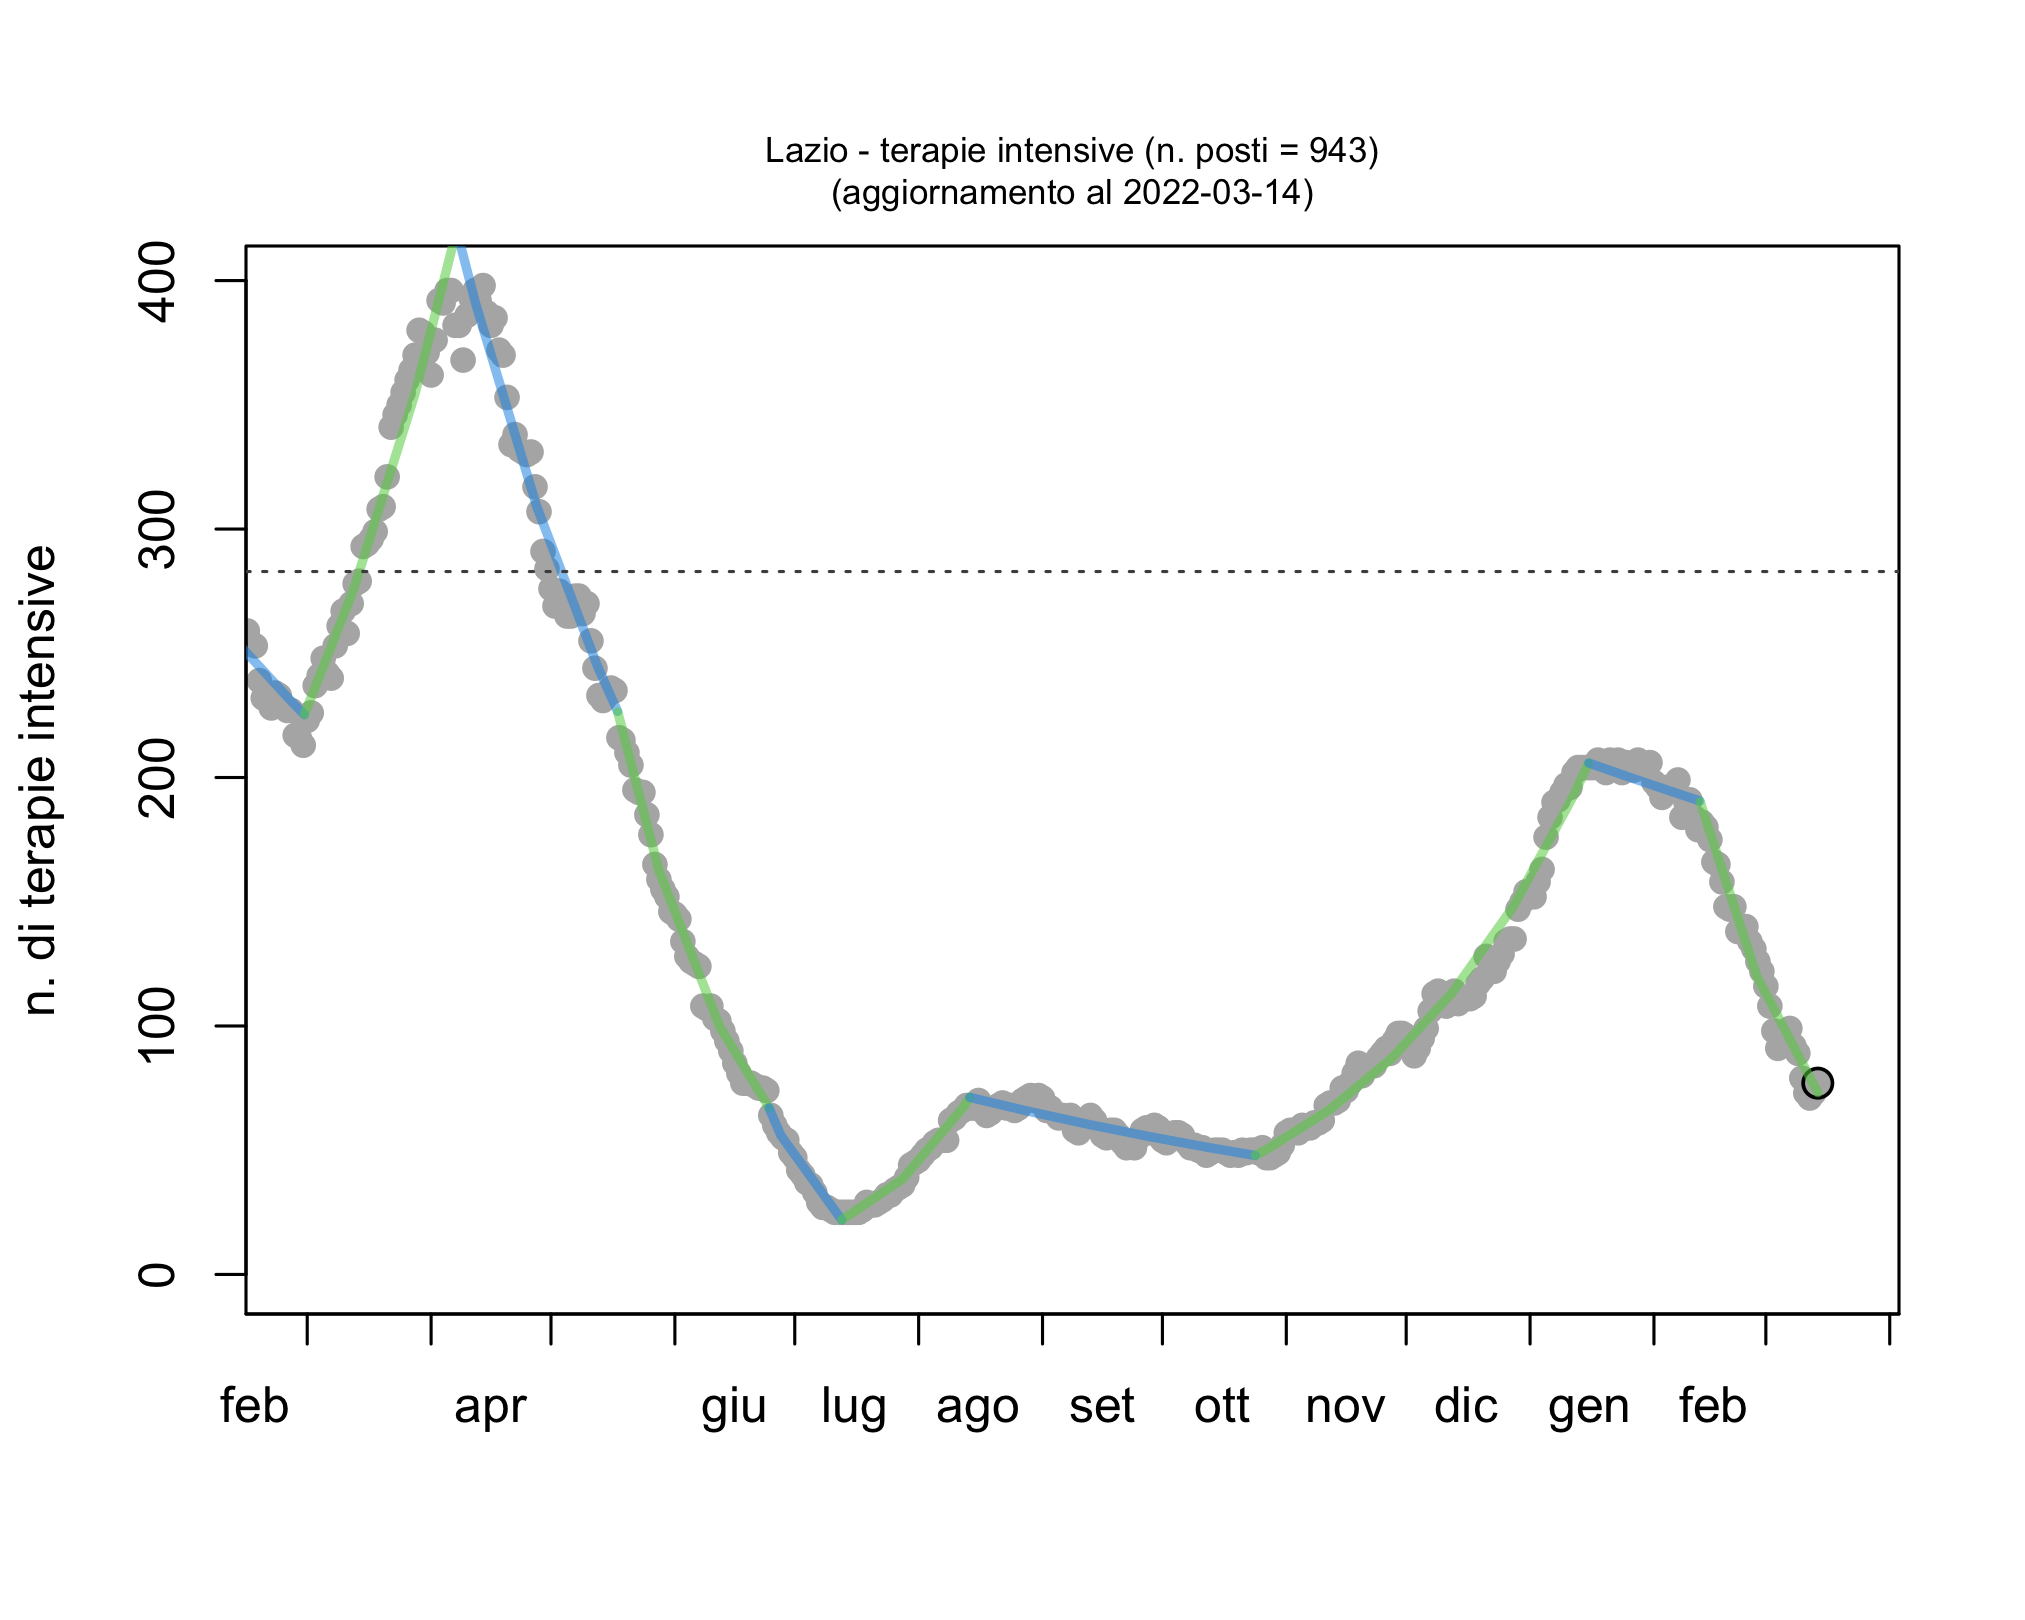 Lazio - terapie intensive (n. posti = 943)
(aggiornamento al 2022-03-14)
n. di terapie intensive
400
300
200
100
0
feb apr giu lug ago set ott nov dic gen feb